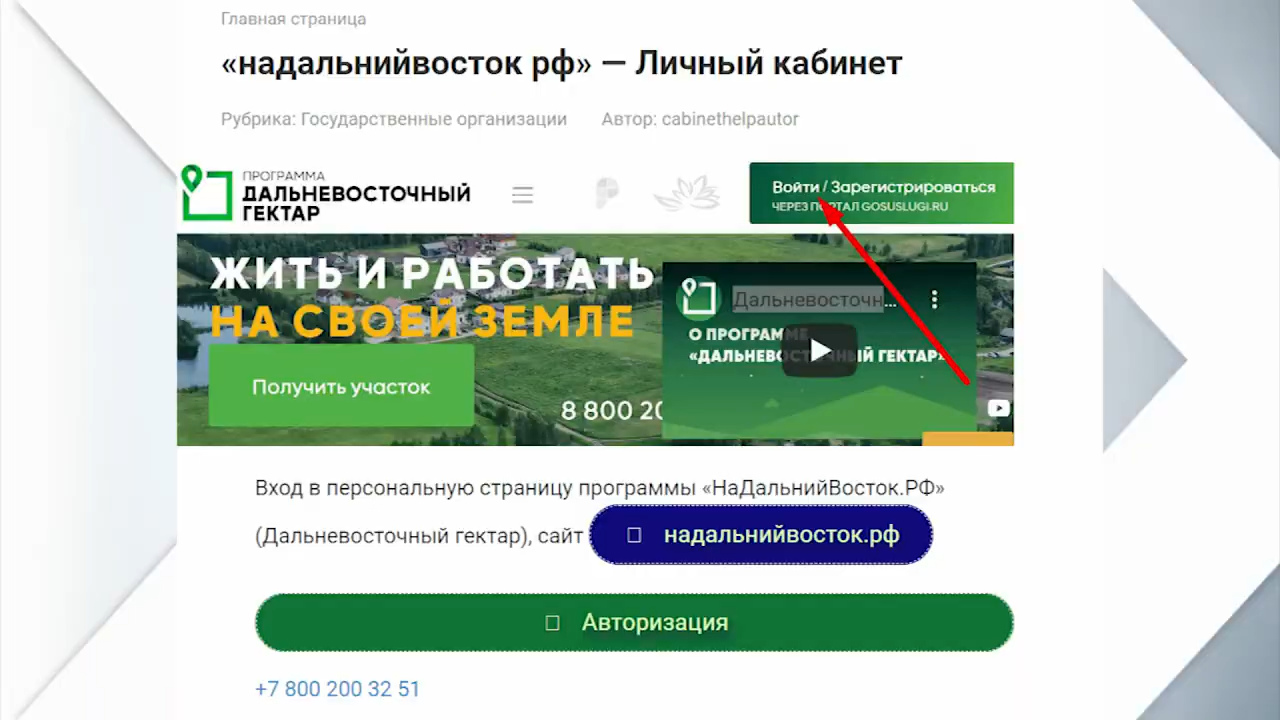 Главная страница
«надальнийвосток рф» — Личный кабинет
Рубрика: Государственные организации Автор: cabinethelpautor
ПРОГРАММА
ДАЛЬНЕВОСТОЧНЫЙ
ГЕКТАР
Войти / Зарегистрироваться
ЧЕРЕЗ ПОРТАЛ GOSUSLUGI.RU
ЖИТЬ И РАБОТАТЬ
НА СВОЕЙ ЗЕМЛЕ
Получить участок
8 800 20
Дальневосточн...
О ПРОГРАММЕ
«ДАЛЬНЕВОСТОЧНЫЙ ГЕКТАР»
Вход в персональную страницу программы «НаДальнийВосток.РФ»
(Дальневосточный гектар), сайт надальнийвосток.рф
Авторизация
+7 800 200 32 51